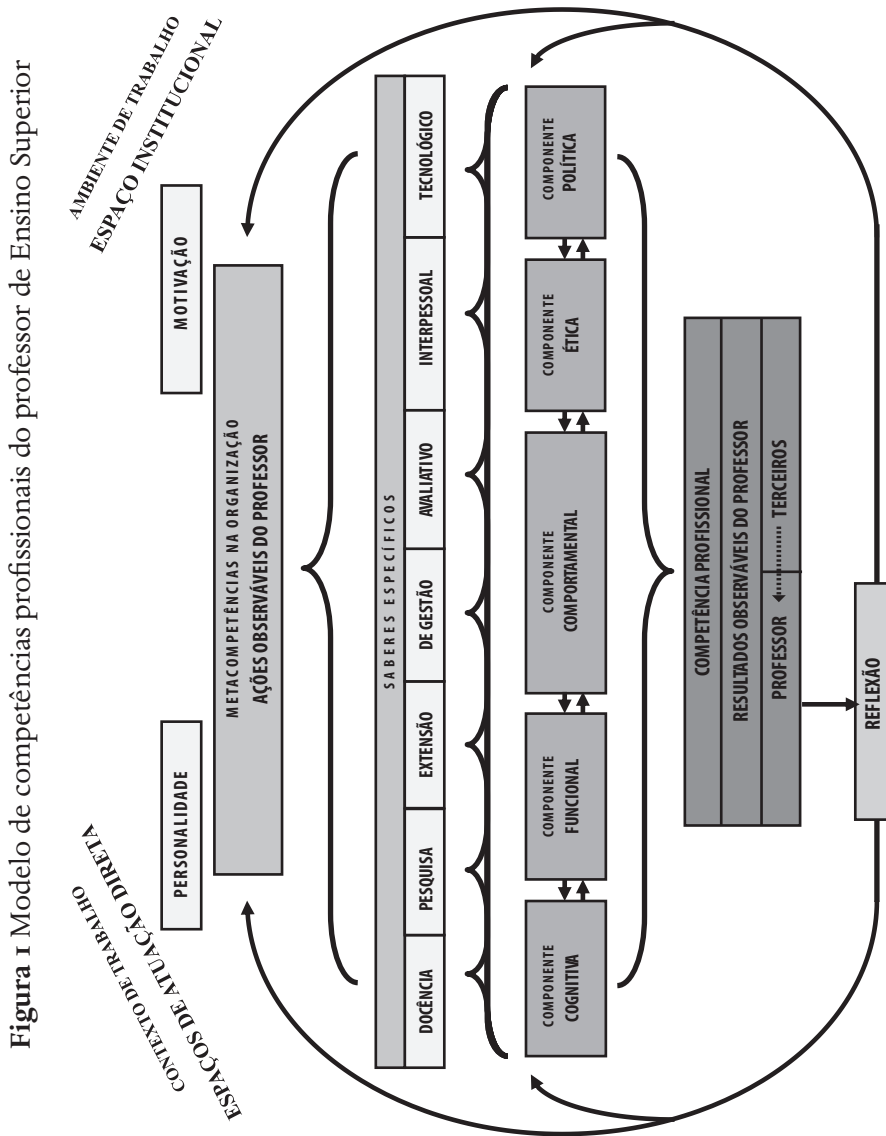 Figura 1 Modelo de competências profissionais do professor de Ensino Superior
CONTEXTO DE TRABALHO
ESPAÇOS DE ATUAÇÃO DIRETA
AMBIENTE DE TRABALHO
ESPAÇO INSTITUCIONAL
PERSONALIDADE
MOTIVAÇÃO
METACOMPETÊNCIAS NA ORGANIZAÇÃO
AÇÕES OBSERVÁVEIS DO PROFESSOR
SABERES ESPECÍFICOS
DOCÊNCIA
PESQUISA
EXTENSÃO
DE GESTÃO
AVALIATIVO
INTERPESSOAL
TECNOLÓGICO
COMPONENTE
COGNITIVA
COMPONENTE
FUNCIONAL
COMPONENTE
COMPORTAMENTAL
COMPONENTE
ÉTICA
COMPONENTE
POLÍTICA
COMPETÊNCIA PROFISSIONAL
RESULTADOS OBSERVÁVEIS DO PROFESSOR
PROFESSOR
TERCEIROS
REFLEXÃO